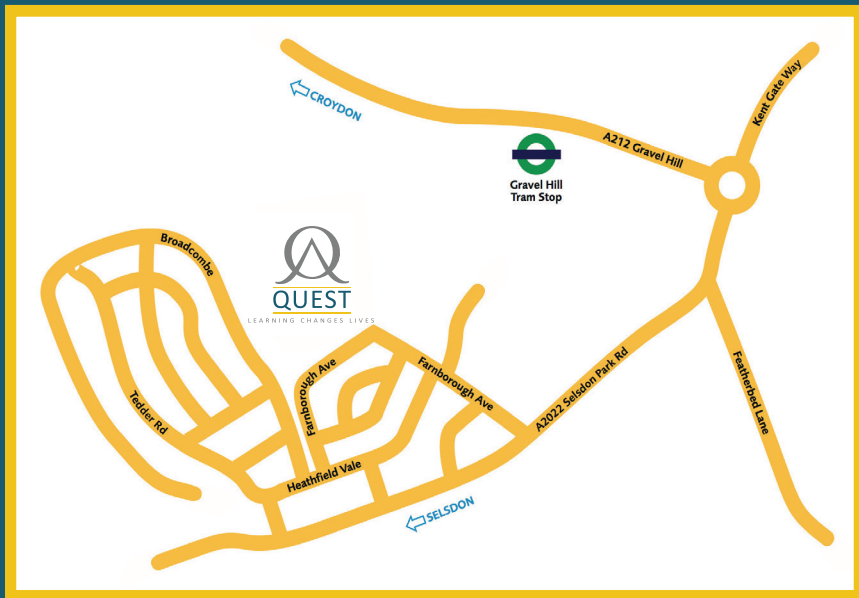 Kent Gate Way
CROYDON
A212 Gravel Hill
Gravel Hill
Tram Stop
Broadcombe
QUEST
LEARNING CHANGES LIVES
Farnborough Ave
Farnborough Ave
A2022 Selsdon Park Rd
Featherbed Lane
Tedder Rd
Heathfield Vale
SELSDON